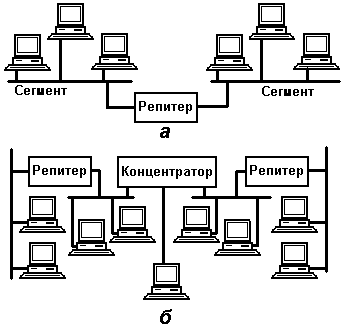 Сегмент
Сегмент
Репитер
а
Репитер
Концентратор
Репитер
б